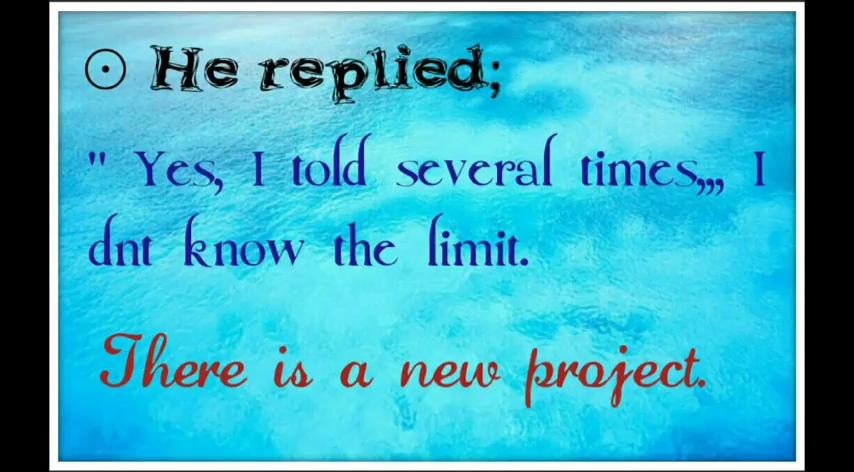 ⊙ He replied;
" Yes, I told several times,,, I
dnt know the limit.
There is a new project.